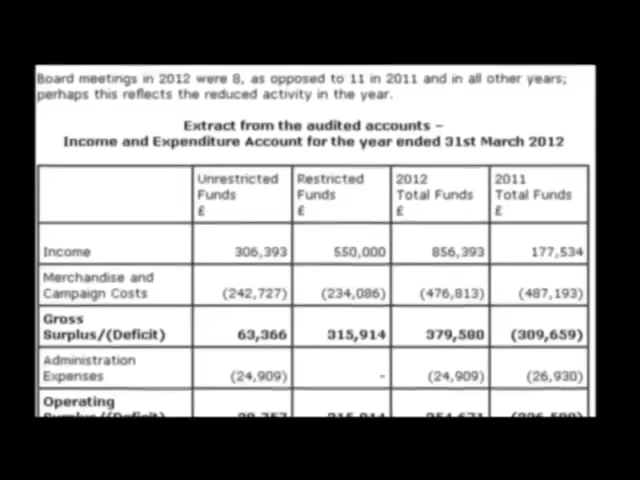 Board meetings in 2012 were 8, as opposed to 11 in 2011 and in all other years;
perhaps this reflects the reduced activity in the year.
Extract from the audited accounts –
Income and Expenditure Account for the year ended 31st March 2012
Unrestricted Funds £ Restricted Funds £ 2012 Total Funds £ 2011 Total Funds £
Income 306,393 550,000 856,393 177,534
Merchandise and Campaign Costs (242,727) (234,086) (476,813) (487,193)
Gross Surplus/(Deficit) 63,366 315,914 379,580 (309,659)
Administration Expenses (24,909) - (24,909) (26,930)
Operating